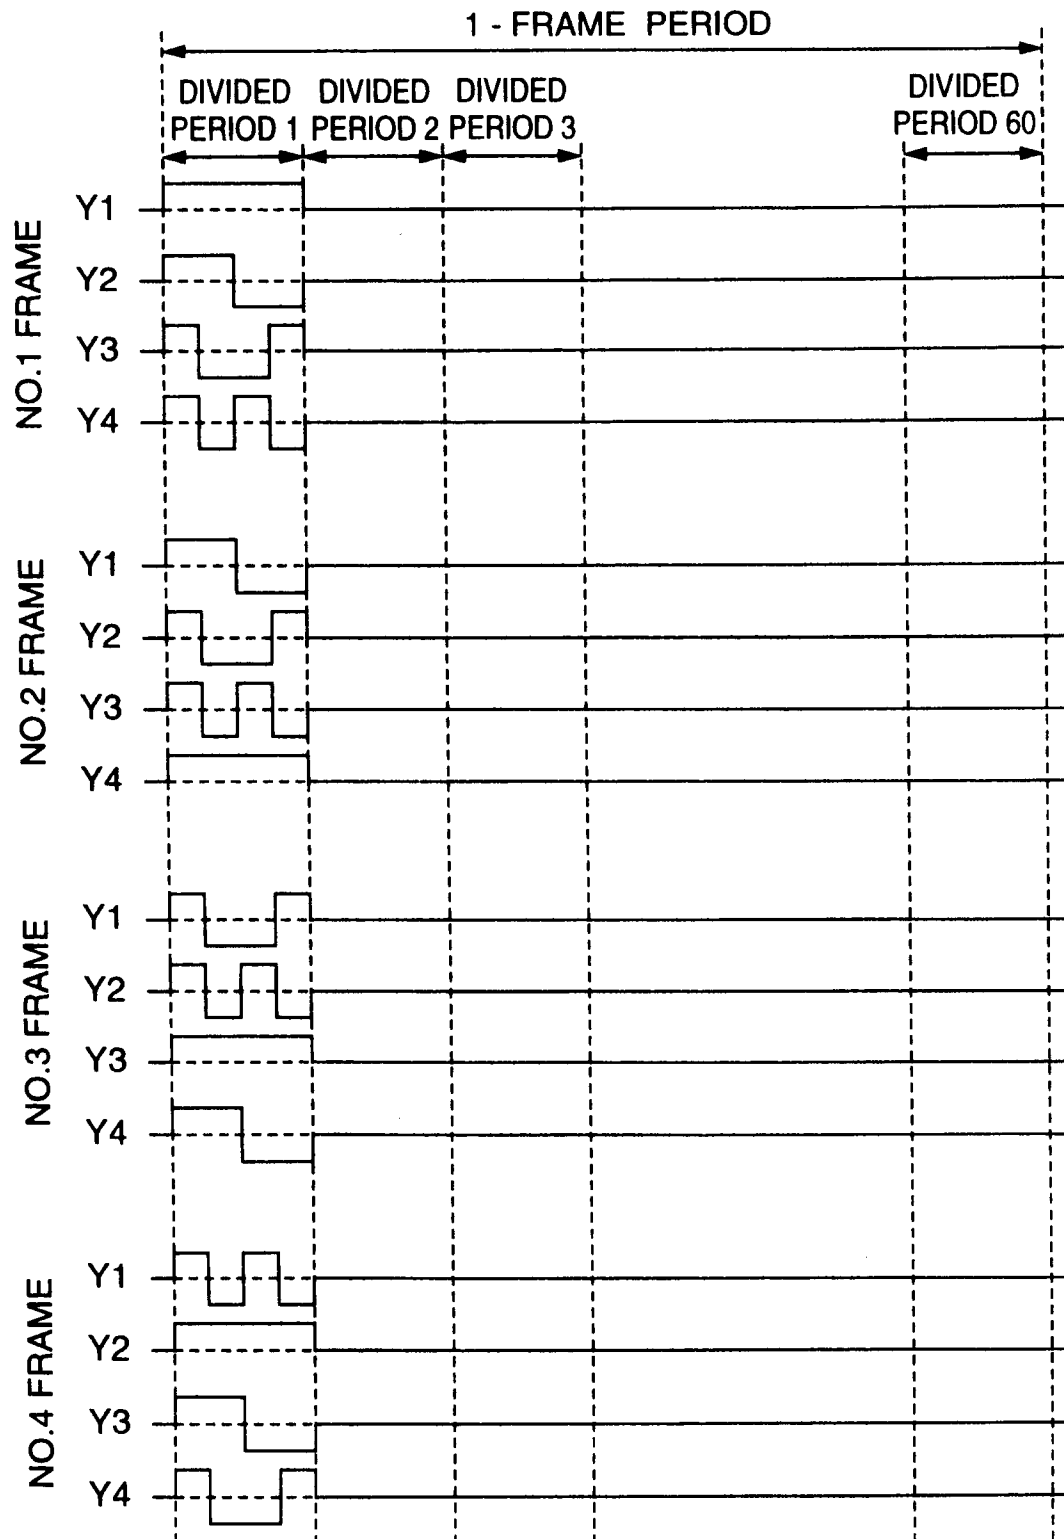 1 - FRAME PERIOD
DIVIDED PERIOD 1
DIVIDED PERIOD 2
DIVIDED PERIOD 3
DIVIDED PERIOD 60
NO.1 FRAME
Y1
Y2
Y3
Y4
NO.2 FRAME
Y1
Y2
Y3
Y4
NO.3 FRAME
Y1
Y2
Y3
Y4
NO.4 FRAME
Y1
Y2
Y3
Y4